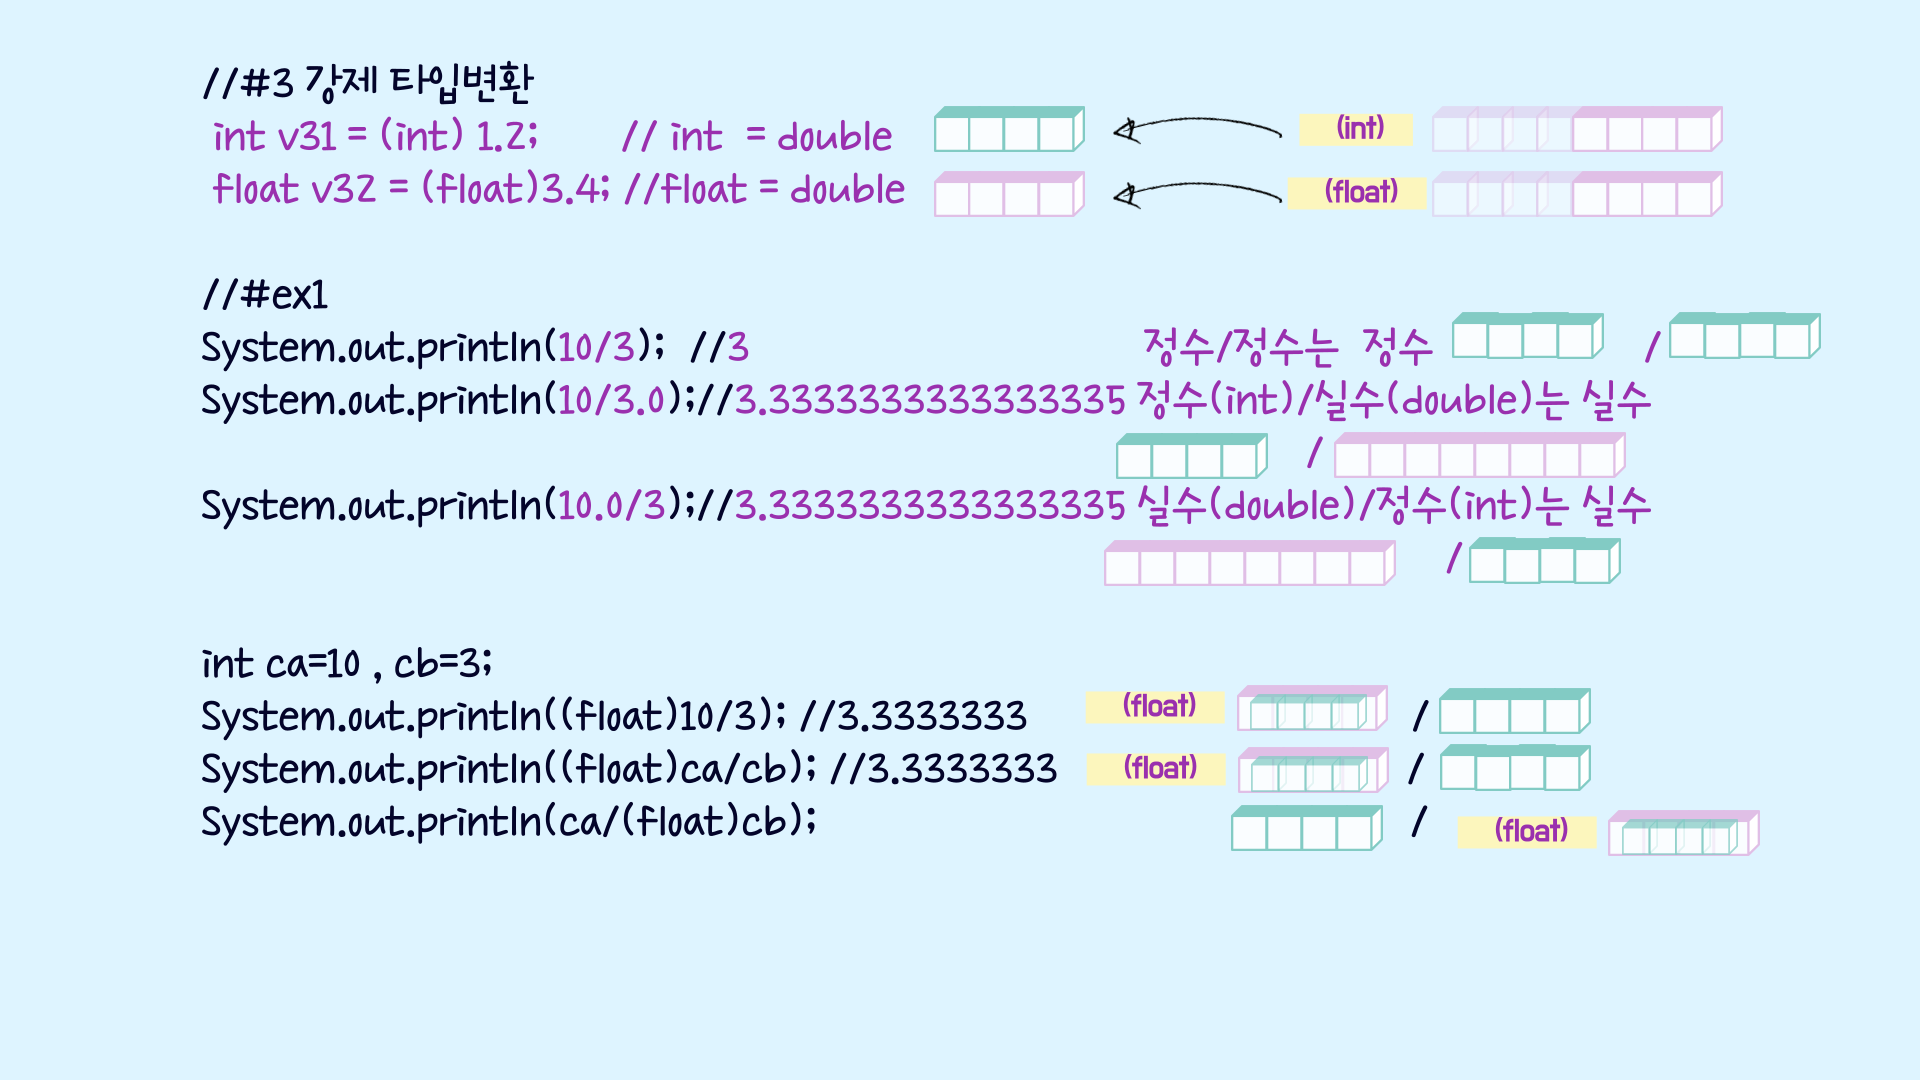 //#3 강제 타입변환
int v31 = (int) 1.2; // int = double (int)
float v32 = (float)3.4; //float = double (float)
//#ex1
System.out.println(10/3); //3 정수/정수는 정수 /
System.out.println(10/3.0);//3.3333333333333335 정수(int)/실수(double)는 실수
/
System.out.println(10.0/3);//3.3333333333333335 실수(double)/정수(int)는 실수
/
int ca=10 , cb=3;
System.out.println((float)10/3); //3.3333333 (float) /
System.out.println((float)ca/cb); //3.3333333 (float) /
System.out.println(ca/(float)cb); / (float)